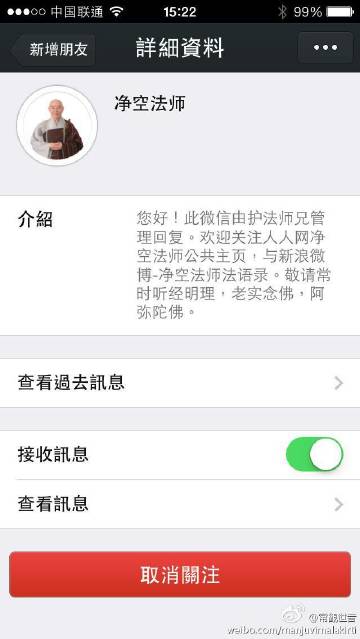 中国联通 15:22 99%
新增朋友 詳細資料
净空法师
介紹
您好！此微信由护法师兄管
理回复。欢迎关注人人网净
空法师公共主页，与新浪微
博-净空法师法语录。敬请常
时听经明理，老实念佛，阿
弥陀佛。
查看過去訊息
接收訊息
查看訊息
取消關注
@常觀世音
weibo.com/manjuvimalakirti